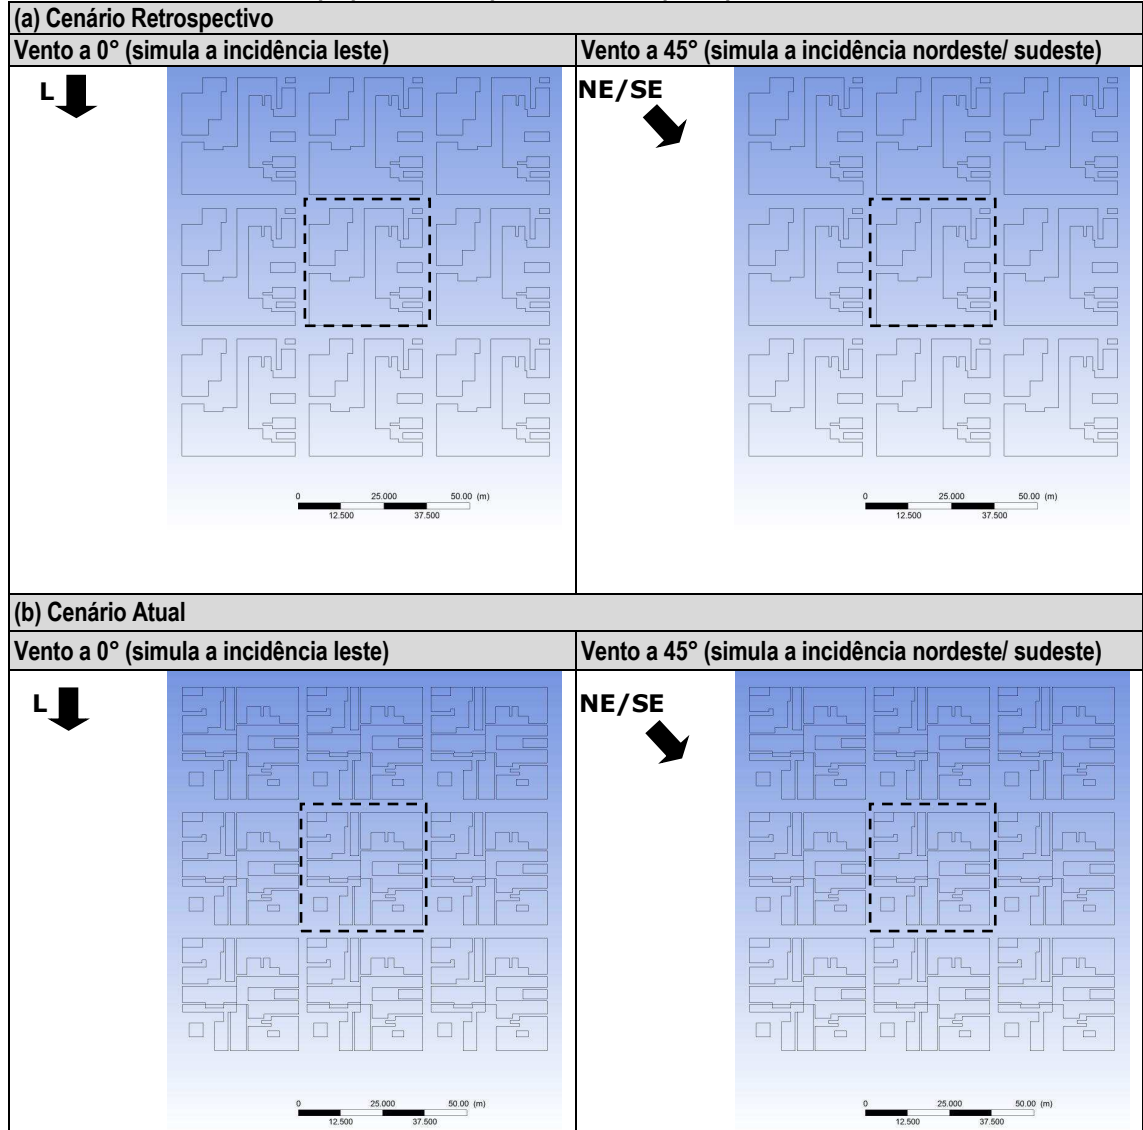 (a) Cenário Retrospectivo
Vento a 0° (simula a incidência leste)
Vento a 45° (simula a incidência nordeste/ sudeste)
L
NE/SE
0 25.000 50.00 (m)
12.500 37.500
0 25.000 50.00 (m)
12.500 37.500
(b) Cenário Atual
Vento a 0° (simula a incidência leste)
Vento a 45° (simula a incidência nordeste/ sudeste)
L
NE/SE
0 25.000 50.00 (m)
12.500 37.500
0 25.000 50.00 (m)
12.500 37.500